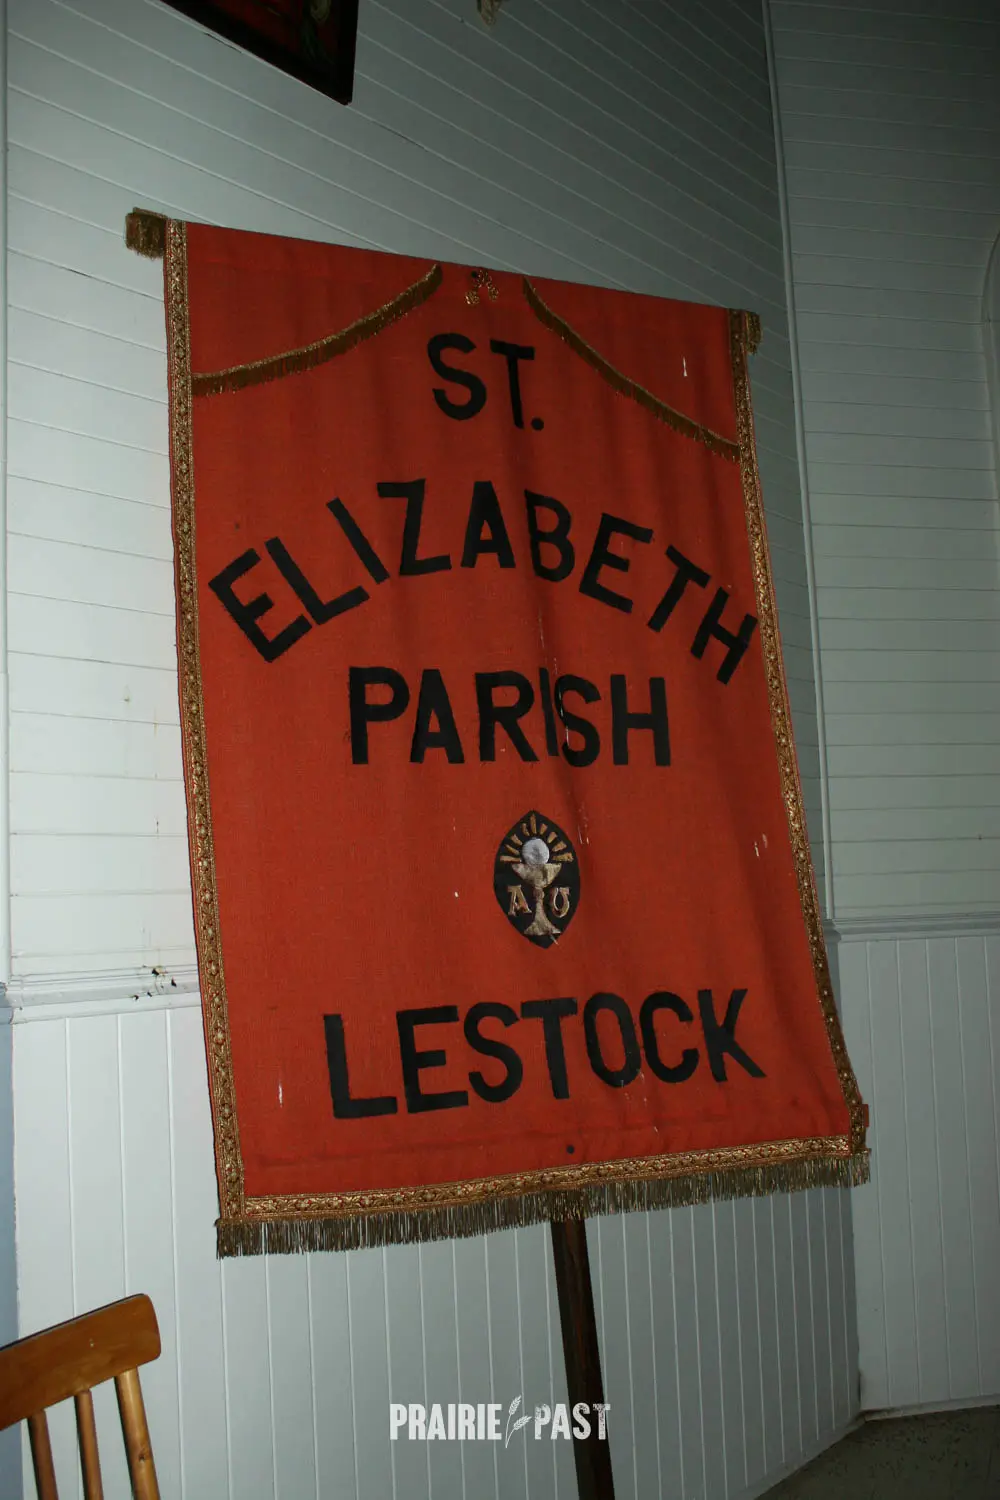 ST.
ELIZABETH
PARISH
A U
LESTOCK
PRAIRIE PAST